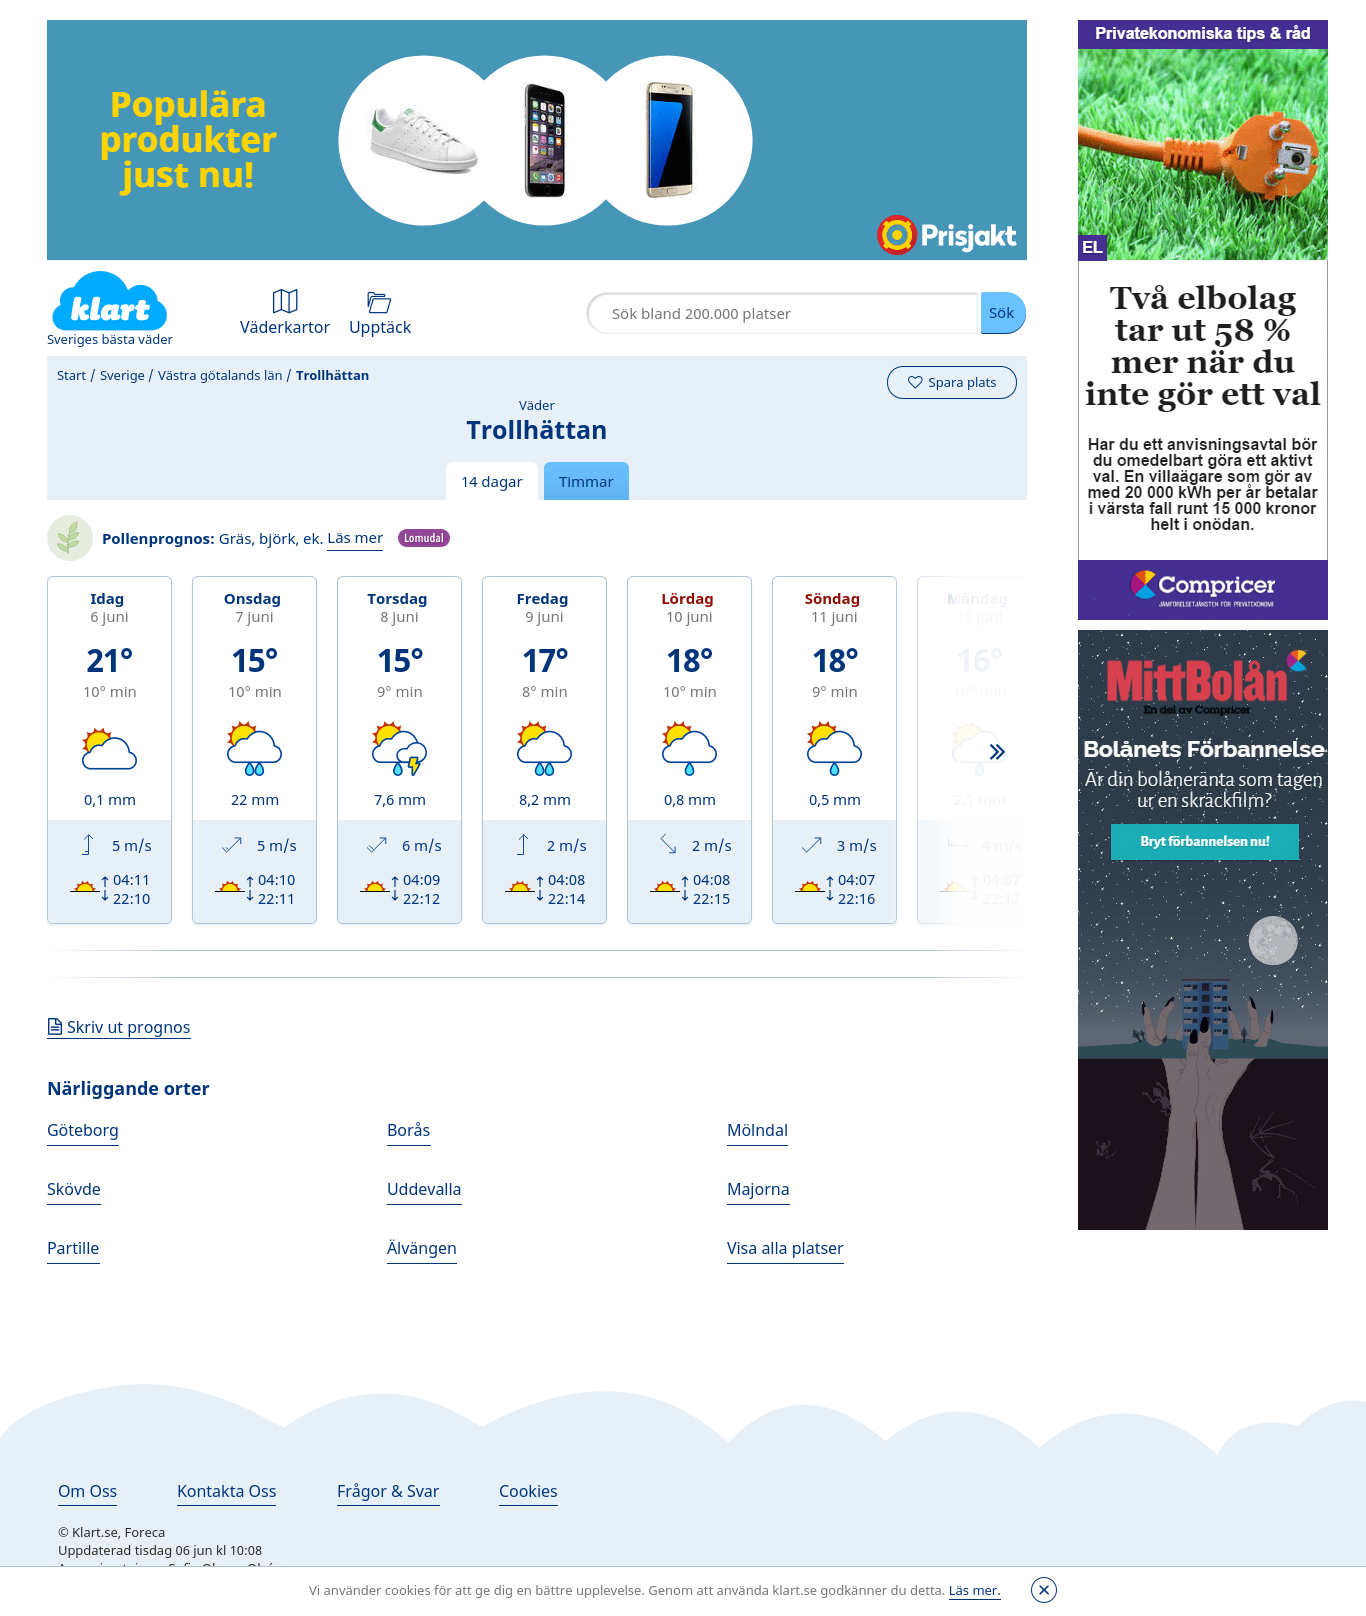 Populära
produkter
just nu!
Prisjakt
klart
Sveriges bästa väder
Väderkartor
Upptäck
Sök bland 200.000 platser
Sök
Start / Sverige / Västra götalands län / Trollhättan
Spara plats
Väder
Trollhättan
14 dagar
Timmar
Pollenprognos: Gräs, björk, ek. Läs mer
Lomudal
Idag
6 juni
21°
10° min
0,1 mm
5 m/s
04:11
22:10
Onsdag
7 juni
15°
10° min
22 mm
5 m/s
04:10
22:11
Torsdag
8 juni
15°
9° min
7,6 mm
6 m/s
04:09
22:12
Fredag
9 juni
17°
8° min
8,2 mm
2 m/s
04:08
22:14
Lördag
10 juni
18°
10° min
0,8 mm
2 m/s
04:08
22:15
Söndag
11 juni
18°
9° min
0,5 mm
3 m/s
04:07
22:16
Måndag
12 juni
16°
10° min
2,1 mm
4 m/s
04:07
22:17
Skriv ut prognos
Närliggande orter
Göteborg
Borås
Mölndal
Skövde
Uddevalla
Majorna
Partille
Älvängen
Visa alla platser
Om Oss
Kontakta Oss
Frågor & Svar
Cookies
© Klart.se, Foreca
Uppdaterad tisdag 06 jun kl 10:08
Vi använder cookies för att ge dig en bättre upplevelse. Genom att använda klart.se godkänner du detta. Läs mer.
Privatekonomiska tips & råd
EL
Två elbolag
tar ut 58 %
mer när du
inte gör ett val
Har du ett anvisningsavtal bör
du omedelbart göra ett aktivt
val. En villaägare som gör av
med 20 000 kWh per år betalar
i värsta fall runt 15 000 kronor
helt i onödan.
Compricer
JÄMFÖRELSETJÄNSTEN FÖR PRIVATEKONOMI
MittBolån
En del av Compricer
Bolånets Förbannelse
Är din bolåneränta som tagen
ur en skräckfilm?
Bryt förbannelsen nu!